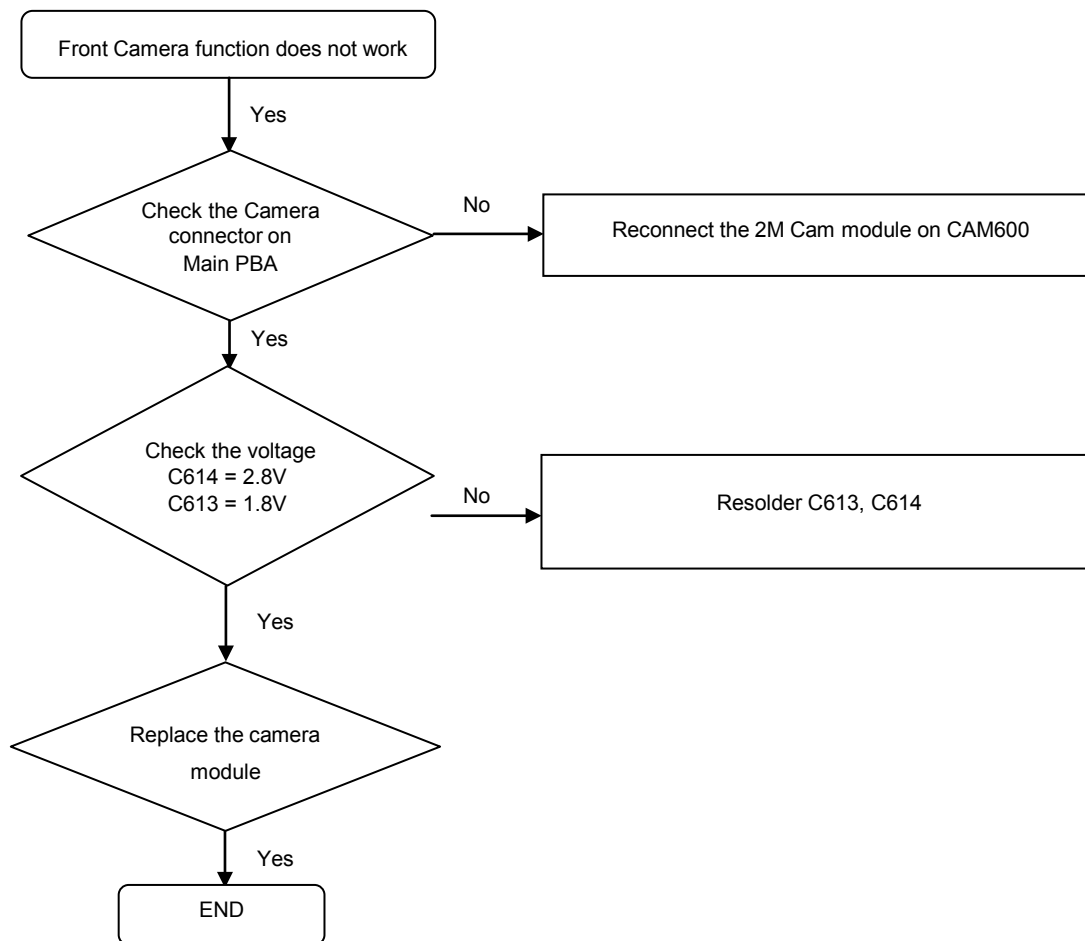 Front Camera function does not work
Yes
Check the Camera
connector on
Main PBA
No
Reconnect the 2M Cam module on CAM600
Yes
Check the voltage
C614 = 2.8V
C613 = 1.8V
No
Resolder C613, C614
Yes
Replace the camera
module
Yes
END